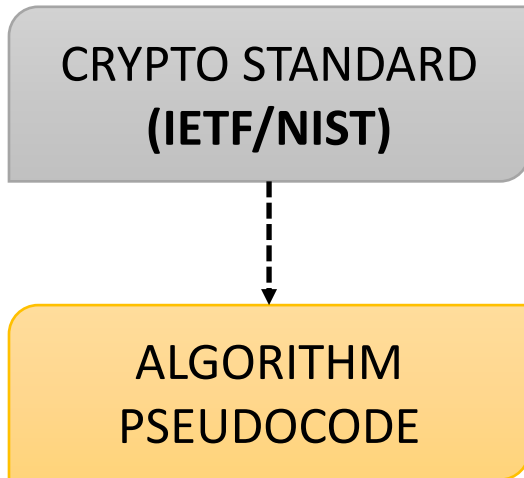 CRYPTO STANDARD
(IETF/NIST)
ALGORITHM
PSEUDOCODE